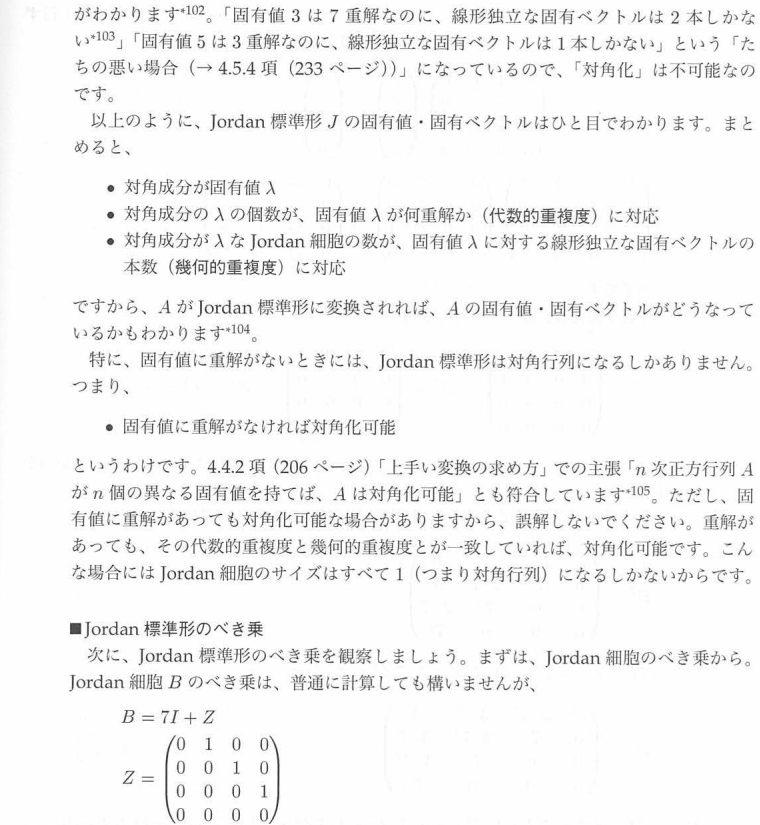 がわかります*102。「固有値 3 は 7 重解なのに、線形独立な固有ベクトルは 2 本しかな
い*103」「固有値 5 は 3 重解なのに、線形独立な固有ベクトルは 1 本しかない」という「た
ちの悪い場合（→ 4.5.4 項（233 ページ））」になっているので、「対角化」は不可能なの
です。
以上のように、Jordan 標準形 J の固有値・固有ベクトルはひと目でわかります。まと
めると、
● 対角成分が固有値 λ
● 対角成分の λ の個数が、固有値 λ が何重解か（代数的重複度）に対応
● 対角成分が λ な Jordan 細胞の数が、固有値 λ に対する線形独立な固有ベクトルの
本数（幾何的重複度）に対応
ですから、A が Jordan 標準形に変換されれば、A の固有値・固有ベクトルがどうなって
いるかもわかります*104。
特に、固有値に重解がないときには、Jordan 標準形は対角行列になるしかありません。
つまり、
● 固有値に重解がなければ対角化可能
というわけです。4.4.2 項（206 ページ）「上手い変換の求め方」での主張「n 次正方行列 A
が n 個の異なる固有値を持てば、A は対角化可能」とも符合しています*105。ただし、固
有値に重解があっても対角化可能な場合がありますから、誤解しないでください。重解が
あっても、その代数的重複度と幾何的重複度とが一致していれば、対角化可能です。こん
な場合には Jordan 細胞のサイズはすべて 1（つまり対角行列）になるしかないからです。
■Jordan 標準形のべき乗
次に、Jordan 標準形のべき乗を観察しましょう。まずは、Jordan 細胞のべき乗から。
Jordan 細胞 B のべき乗は、普通に計算しても構いませんが、
B = 7I + Z
0 1 0 0
0 0 1 0
Z =
0 0 0 1
0 0 0 0